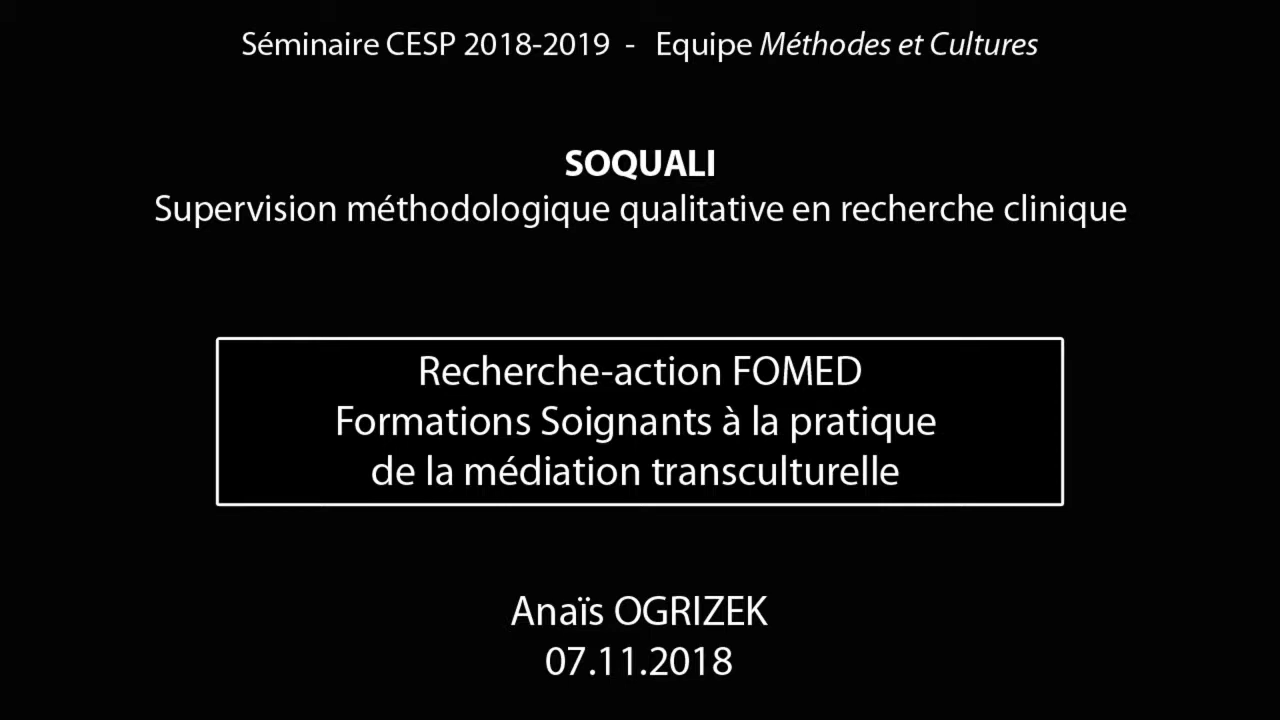 Séminaire CESP 2018-2019 - Equipe Méthodes et Cultures
SOQUALI
Supervision méthodologique qualitative en recherche clinique
Recherche-action FOMED
Formations Soignants à la pratique
de la médiation transculturelle
Anaïs OGRIZEK
07.11.2018